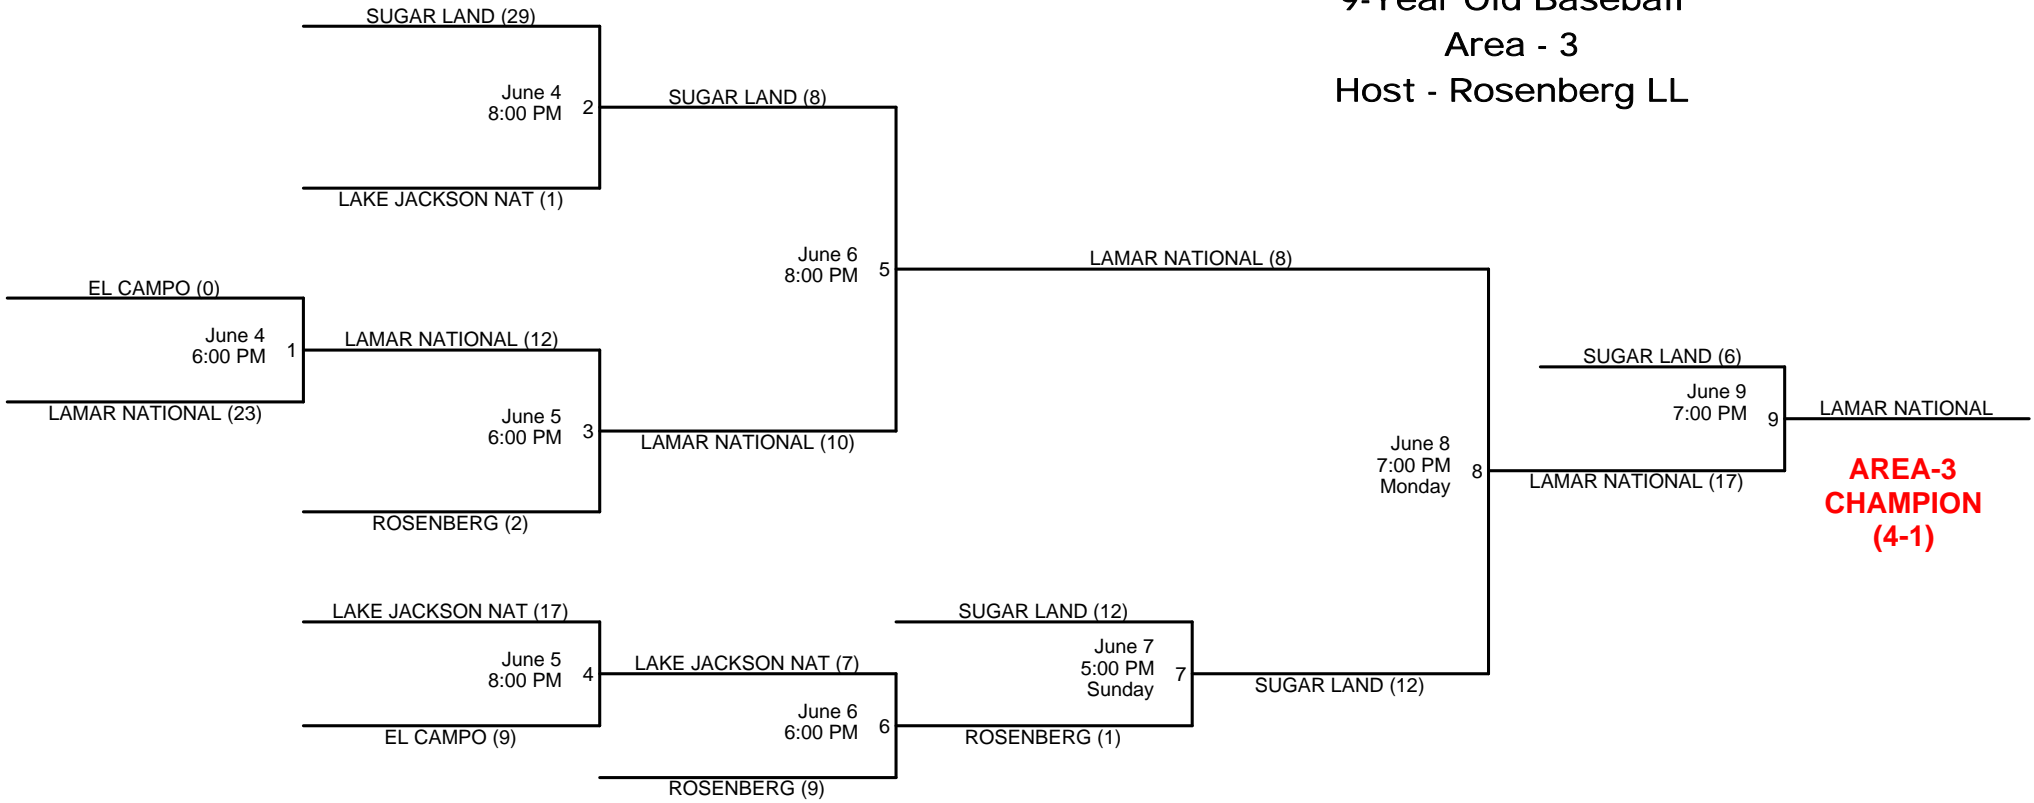 9-Year Old Baseball
Area - 3
Host - Rosenberg LL
SUGAR LAND (29)
June 4
8:00 PM
2
LAKE JACKSON NAT (1)
SUGAR LAND (8)
June 6
8:00 PM
5
EL CAMPO (0)
June 4
6:00 PM
1
LAMAR NATIONAL (23)
LAMAR NATIONAL (12)
June 5
6:00 PM
3
ROSENBERG (2)
LAMAR NATIONAL (10)
LAMAR NATIONAL (8)
June 8
7:00 PM
Monday
8
SUGAR LAND (6)
June 9
7:00 PM
9
LAMAR NATIONAL (17)
LAMAR NATIONAL
AREA-3
CHAMPION
(4-1)
LAKE JACKSON NAT (17)
June 5
8:00 PM
4
EL CAMPO (9)
LAKE JACKSON NAT (7)
June 6
6:00 PM
6
ROSENBERG (9)
SUGAR LAND (12)
June 7
5:00 PM
Sunday
7
ROSENBERG (1)
SUGAR LAND (12)